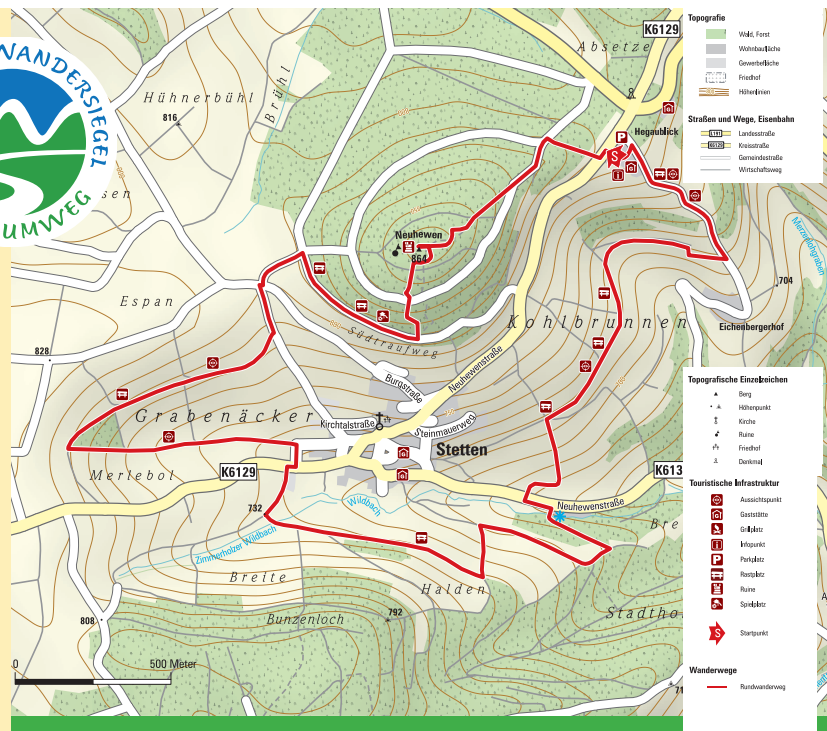 WANDERSIEGEL
UMWEG
K6129
Absetze
Hühnerbühl
816
Brühl
sen
Hegaublick
P
S
Neuhewen
864
Merzenlohgraben
704
Espan
Kohlbrunnen
Eichenbergerhof
Südtraufweg
828
Burgstraße
Neuhewenstraße
Grabenäcker
Kirchtalstraße
Steinmauerweg
Stetten
Merlebol
K6129
K613
732
Wildbach
Neuhewenstraße
Zimmerholzer Wildbach
Bre
Breite
Halden
Stadtho
808
Bunzenloch
792
0
500 Meter
71
Topografie
Wald, Forst
Wohnbaufläche
Gewerbefläche
Friedhof
Höhenlinien
Straßen und Wege, Eisenbahn
L191
Landesstraße
K6129
Kreisstraße
Gemeindestraße
Wirtschaftsweg
Topografische Einzelzeichen
Berg
Höhenpunkt
Kirche
Ruine
Friedhof
Denkmal
Touristische Infrastruktur
Aussichtspunkt
Gaststätte
Grillplatz
Infopunkt
P
Parkplatz
Rastplatz
Ruine
Spielplatz
S
Startpunkt
Wanderwege
Rundwanderweg